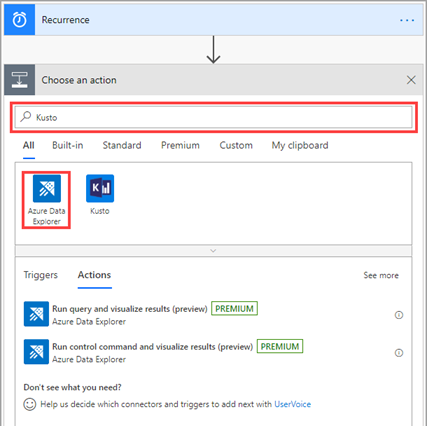 Recurrence
Choose an action
Kusto
All Built-in Standard Premium Custom My clipboard
Azure Data
Explorer
Kusto
Triggers Actions See more
Run query and visualize results (preview) PREMIUM
Azure Data Explorer
Run control command and visualize results (preview) PREMIUM
Azure Data Explorer
Don't see what you need?
Help us decide which connectors and triggers to add next with UserVoice